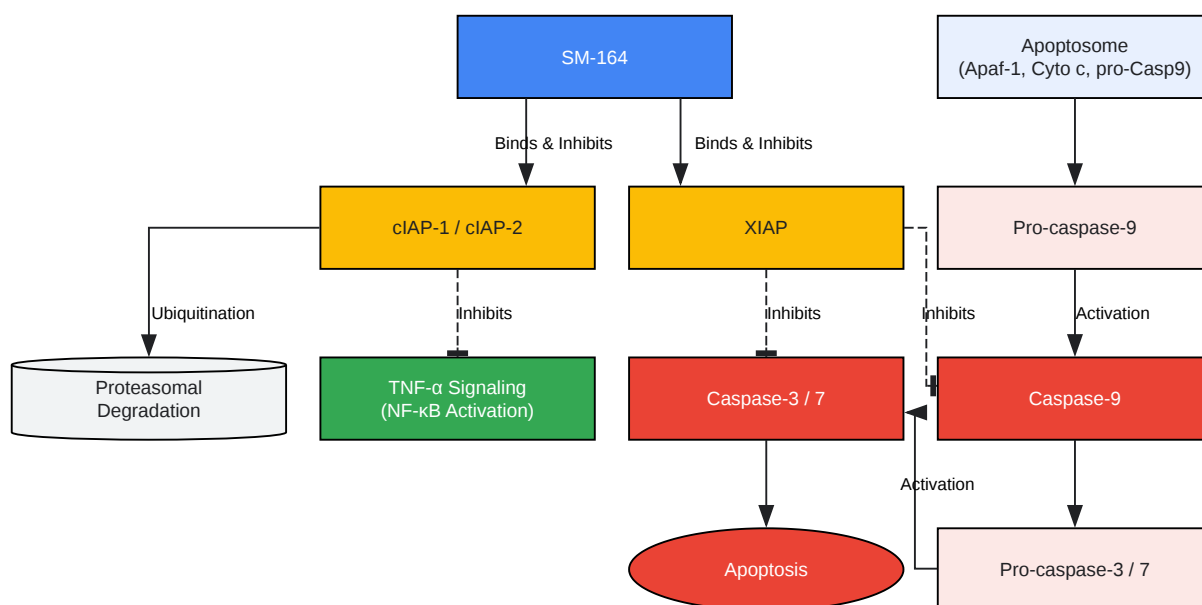 SM-164
Apoptosome
(Apaf-1, Cyto c, pro-Casp9)
Binds & Inhibits
Binds & Inhibits
cIAP-1 / cIAP-2
XIAP
Pro-caspase-9
Ubiquitination
Inhibits
Inhibits
Inhibits
Activation
Proteasomal
Degradation
TNF-α Signaling
(NF-κB Activation)
Caspase-3 / 7
Caspase-9
Activation
Apoptosis
Pro-caspase-3 / 7